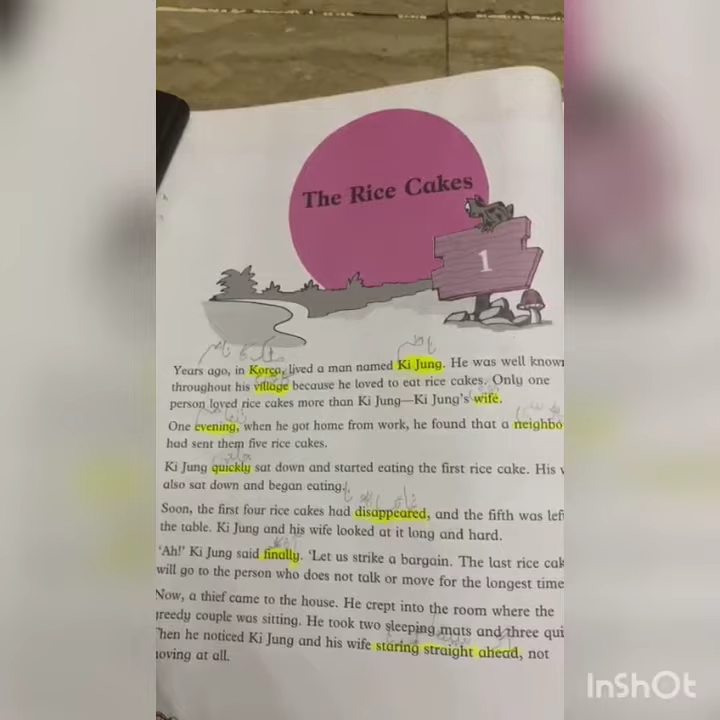 The Rice Cakes
1
Years ago, in Korea, lived a man named Ki Jung. He was well known
throughout his village because he loved to eat rice cakes. Only one
person loved rice cakes more than Ki Jung—Ki Jung's wife.
One evening, when he got home from work, he found that a neighbo
had sent them five rice cakes.
Ki Jung quickly sat down and started eating the first rice cake. His
also sat down and began eating.
Soon, the first four rice cakes had disappeared, and the fifth was lef
the table. Ki Jung and his wife looked at it long and hard.
'Ah!' Ki Jung said finally. 'Let us strike a bargain. The last rice cak
will go to the person who does not talk or move for the longest time
Now, a thief came to the house. He crept into the room where the
greedy couple was sitting. He took two sleeping mats and three qui
Then he noticed Ki Jung and his wife staring straight ahead, not
moving at all.
InShOt